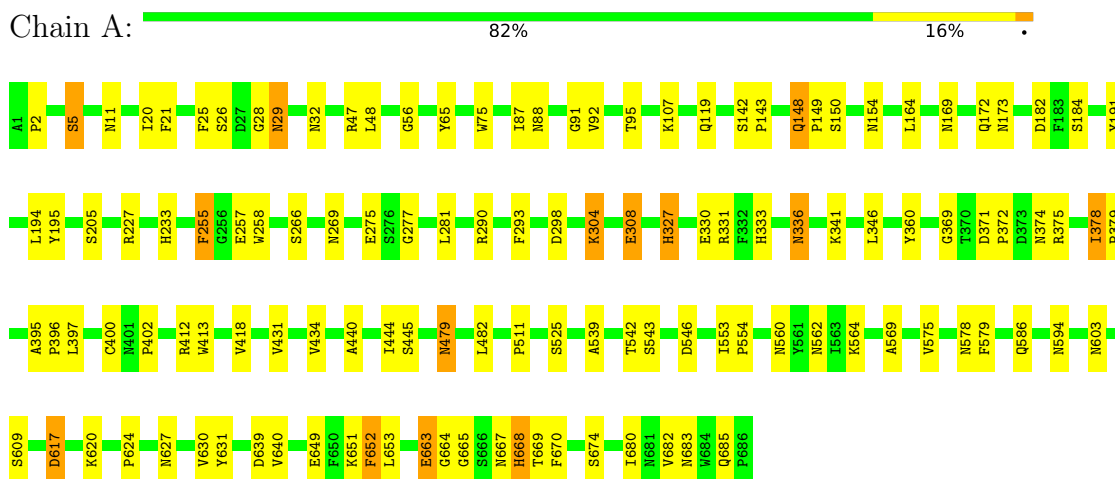 Chain A:
82% 16% •
A1 P2 S5 N11 I20 F21 F25 S26 D27 G28 N29 N32 R47 L48 G56 Y65 W75 I87 N88 G91 V92 T95 K107 Q119 S142 P143 Q148 P149 S150 N154 L164 N169 Q172 N173 D182 F183 S184 Y191
L194 Y195 S205 R227 H233 F255 G256 E257 W258 S266 N269 E275 S276 G277 L281 R290 F293 D298 K304 E308 H327 E330 R331 F332 H333 N336 K341 L346 Y360 G369 T370 D371 P372 D373 N374 R375 I378 P379
A395 P396 L397 C400 N401 P402 R412 W413 V418 V431 V434 A440 I444 S445 N479 L482 P511 S525 A539 T542 S543 D546 I553 P554 N560 Y561 N562 I563 K564 A569 V575 N578 F579 Q586 N594 N603
S609 D617 K620 P624 N627 V630 Y631 D639 V640 E649 F650 K651 F652 L653 E663 G664 G665 S666 N667 H668 T669 F670 S674 I680 N681 V682 N683 W684 Q685 P686